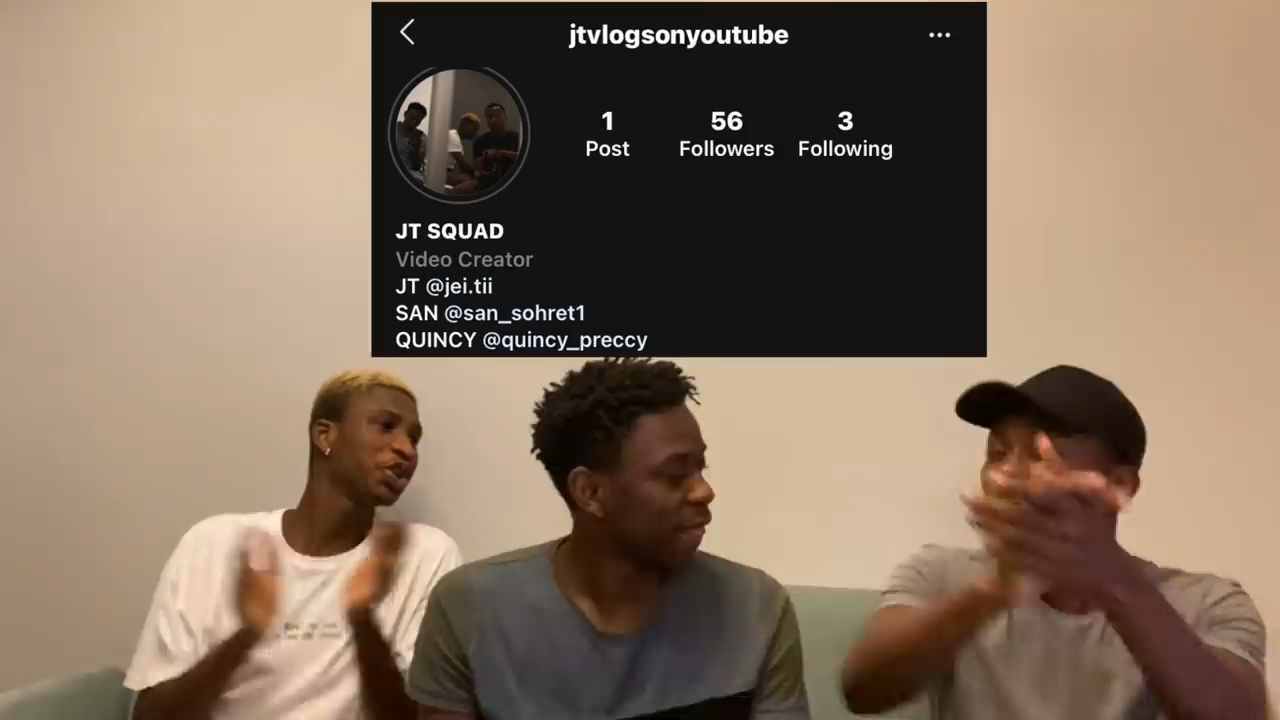 jtvlogsonyoutube
1 56 3
Post Followers Following
JT SQUAD
Video Creator
JT @jei.tii
SAN @san_sohret1
QUINCY @quincy_preccy